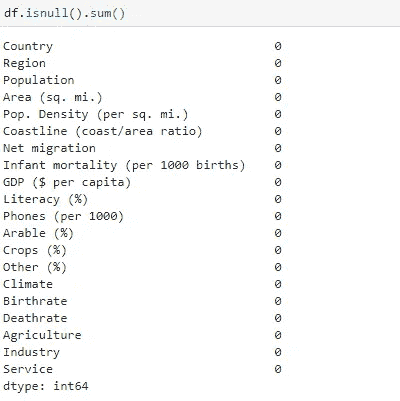 df.isnull().sum()
Country 0
Region 0
Population 0
Area (sq. mi.) 0
Pop. Density (per sq. mi.) 0
Coastline (coast/area ratio) 0
Net migration 0
Infant mortality (per 1000 births) 0
GDP ($ per capita) 0
Literacy (%) 0
Phones (per 1000) 0
Arable (%) 0
Crops (%) 0
Other (%) 0
Climate 0
Birthrate 0
Deathrate 0
Agriculture 0
Industry 0
Service 0
dtype: int64